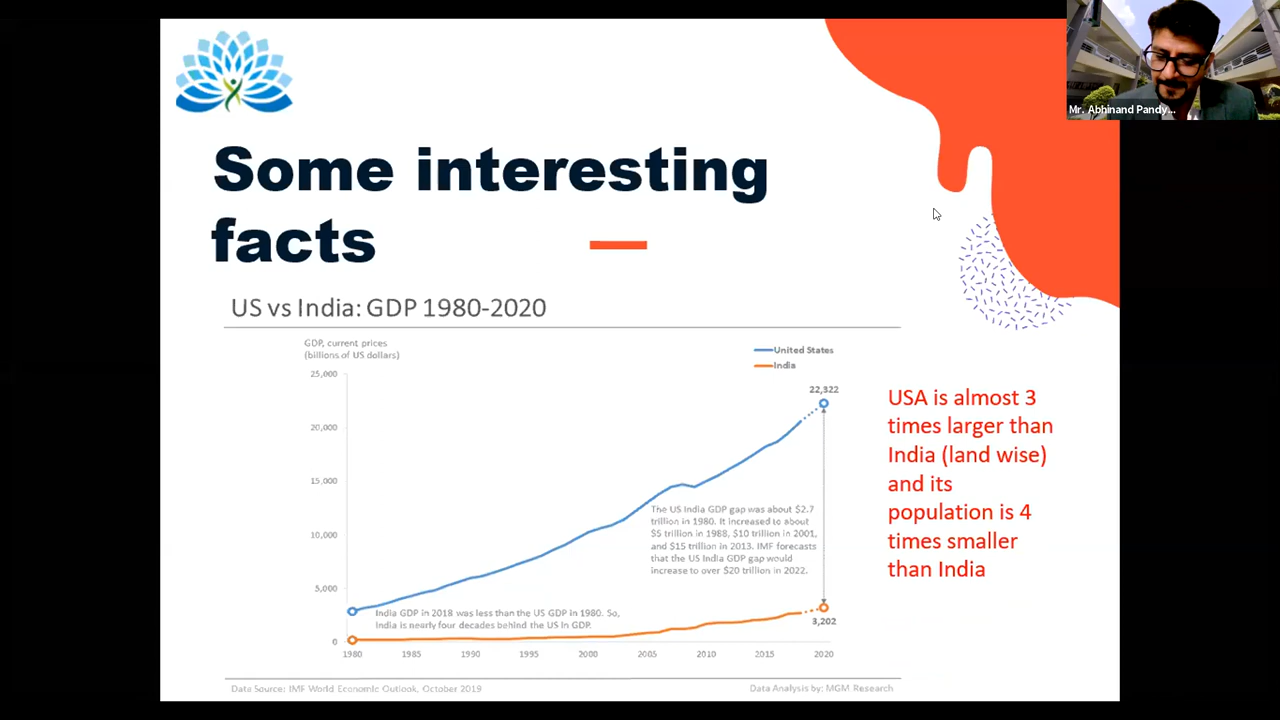 Mr. Abhinand Pandy...
Some interesting
facts
US vs India: GDP 1980-2020
GDP, current prices
(billions of US dollars)
United States
India
25,000
20,000
15,000
10,000
5,000
0
22,322
3,202
The US India GDP gap was about $2.7
trillion in 1980. It increased to about
$5 trillion in 1988, $10 trillion in 2001,
and $15 trillion in 2013. IMF forecasts
that the US India GDP gap would
increase to over $20 trillion in 2022.
India GDP in 2018 was less than the US GDP in 1980. So,
India is nearly four decades behind the US in GDP.
1980 1985 1990 1995 2000 2005 2010 2015 2020
Data Source: IMF World Economic Outlook, October 2019
Data Analysis by: MGM Research
USA is almost 3
times larger than
India (land wise)
and its
population is 4
times smaller
than India